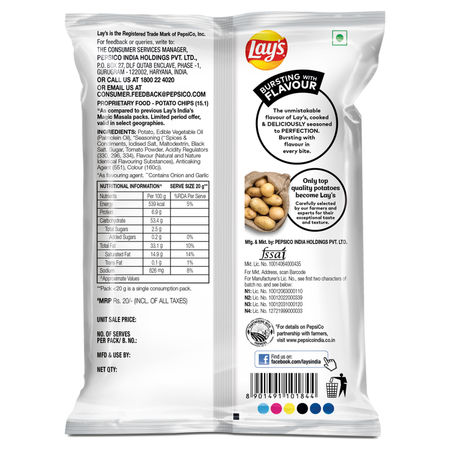 Lay's is the Registered Trade Mark of PepsiCo, Inc.
For feedback or queries, write to:
THE CONSUMER SERVICES MANAGER,
PEPSICO INDIA HOLDINGS PVT. LTD.,
P.O. BOX 27, DLF QUTAB ENCLAVE, PHASE -1,
GURUGRAM - 122002, HARYANA, INDIA.
OR CALL US AT 1800 22 4020
OR EMAIL US AT
CONSUMER.FEEDBACK@PEPSICO.COM
PROPRIETARY FOOD - POTATO CHIPS (15.1)
*As compared to previous Lay's India's
Magic Masala packs. Limited period offer,
valid in select geographies.
INGREDIENTS: Potato, Edible Vegetable Oil
(Palmolein Oil), *Seasoning (*Spices &
Condiments, Iodised Salt, Maltodextrin, Black
Salt, Sugar, Tomato Powder, Acidity Regulators
(330, 296, 334), Flavour (Natural and Nature
Identical Flavouring Substances), Anticaking
Agent (551), Colour (160c)).
*As flavouring agent. *Contains Onion and Garlic
NUTRITIONAL INFORMATION* SERVE SIZE 20 g**
Nutrients Per 100 g %RDA Per Serve
Energy 539 kcal 5%
Protein 6.9 g
Carbohydrate 53.4 g
Total Sugars 2.5 g
Added Sugars 0.2 g 0%
Total Fat 33.1 g 10%
Saturated Fat 14.9 g 14%
Trans Fat 0.1 g 1%
Sodium 826 mg 8%
*Approximate Values
**Pack <20 g is a single consumption pack.
*MRP Rs. 20/- (INCL. OF ALL TAXES)
UNIT SALE PRICE:
NO. OF SERVES
PER PACK/ B. NO.:
MFD & USE BY:
NET QTY:
Lay's
BURSTING WITH
FLAVOUR
The unmistakable
flavour of Lay's, cooked
& DELICIOUSLY seasoned
to PERFECTION.
Bursting with
flavour in
every bite.
Only top
quality potatoes
become Lay's
Carefully selected
by our farmers
and experts
for their
exceptional taste
and texture.
Mfg. & Mkt. by: PEPSICO INDIA HOLDINGS PVT. LTD.
fssai
Mkt. Lic. No. 10014064000435
For Mfd. Address, scan Barcode
For Manufacturer's Lic. No., see first two characters of
batch no. and see below:
N1: Lic. No. 10012063000110
N2: Lic. No. 10012022000339
N3: Lic. No. 10012031000120
N4: Lic. No. 12721999000033
*For details on PepsiCo
partnership with farmers,
visit www.pepsicoindia.co.in
Find us on:
facebook.com/laysindia
8 901491 101844